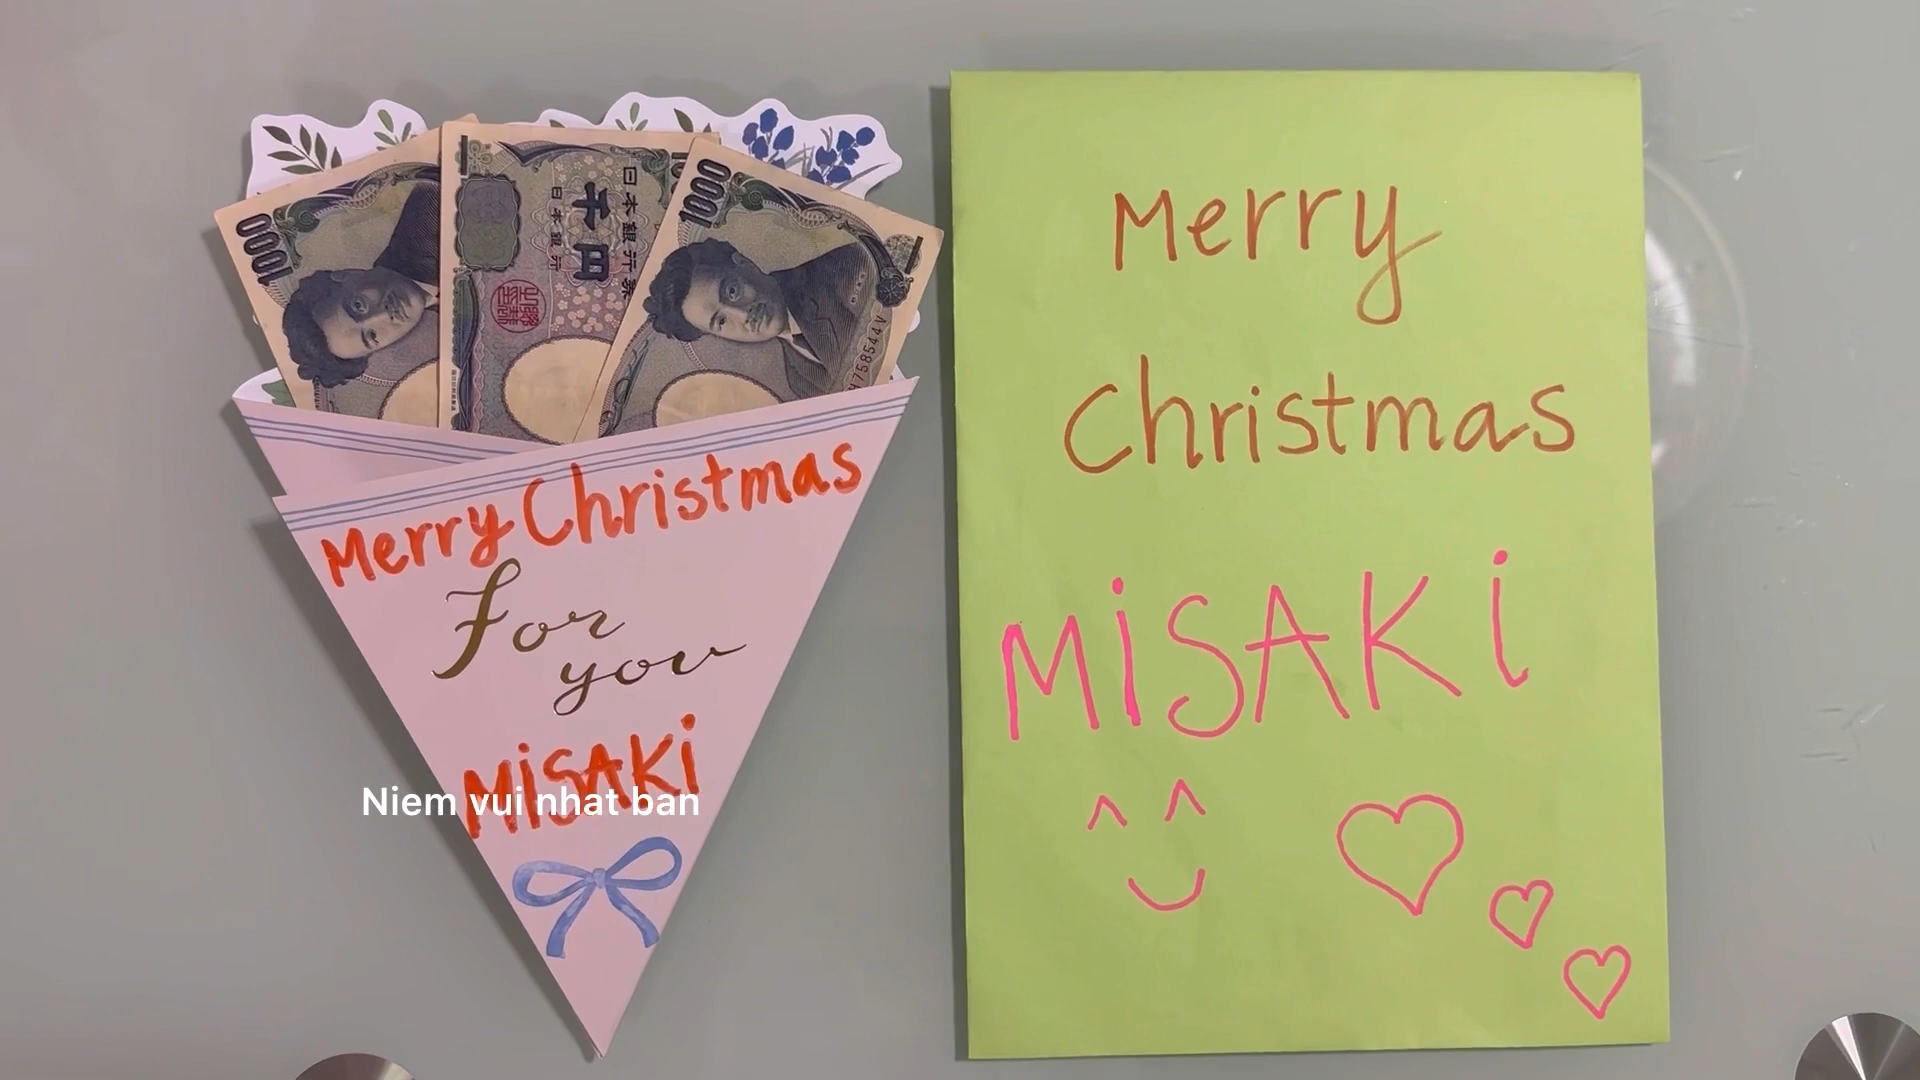 1000
日本銀行券
千円
日本銀行
1000
H758544V
Merry Christmas
For
you
MiSAKi
Niem vui nhat ban
Merry
Christmas
MiSAKi